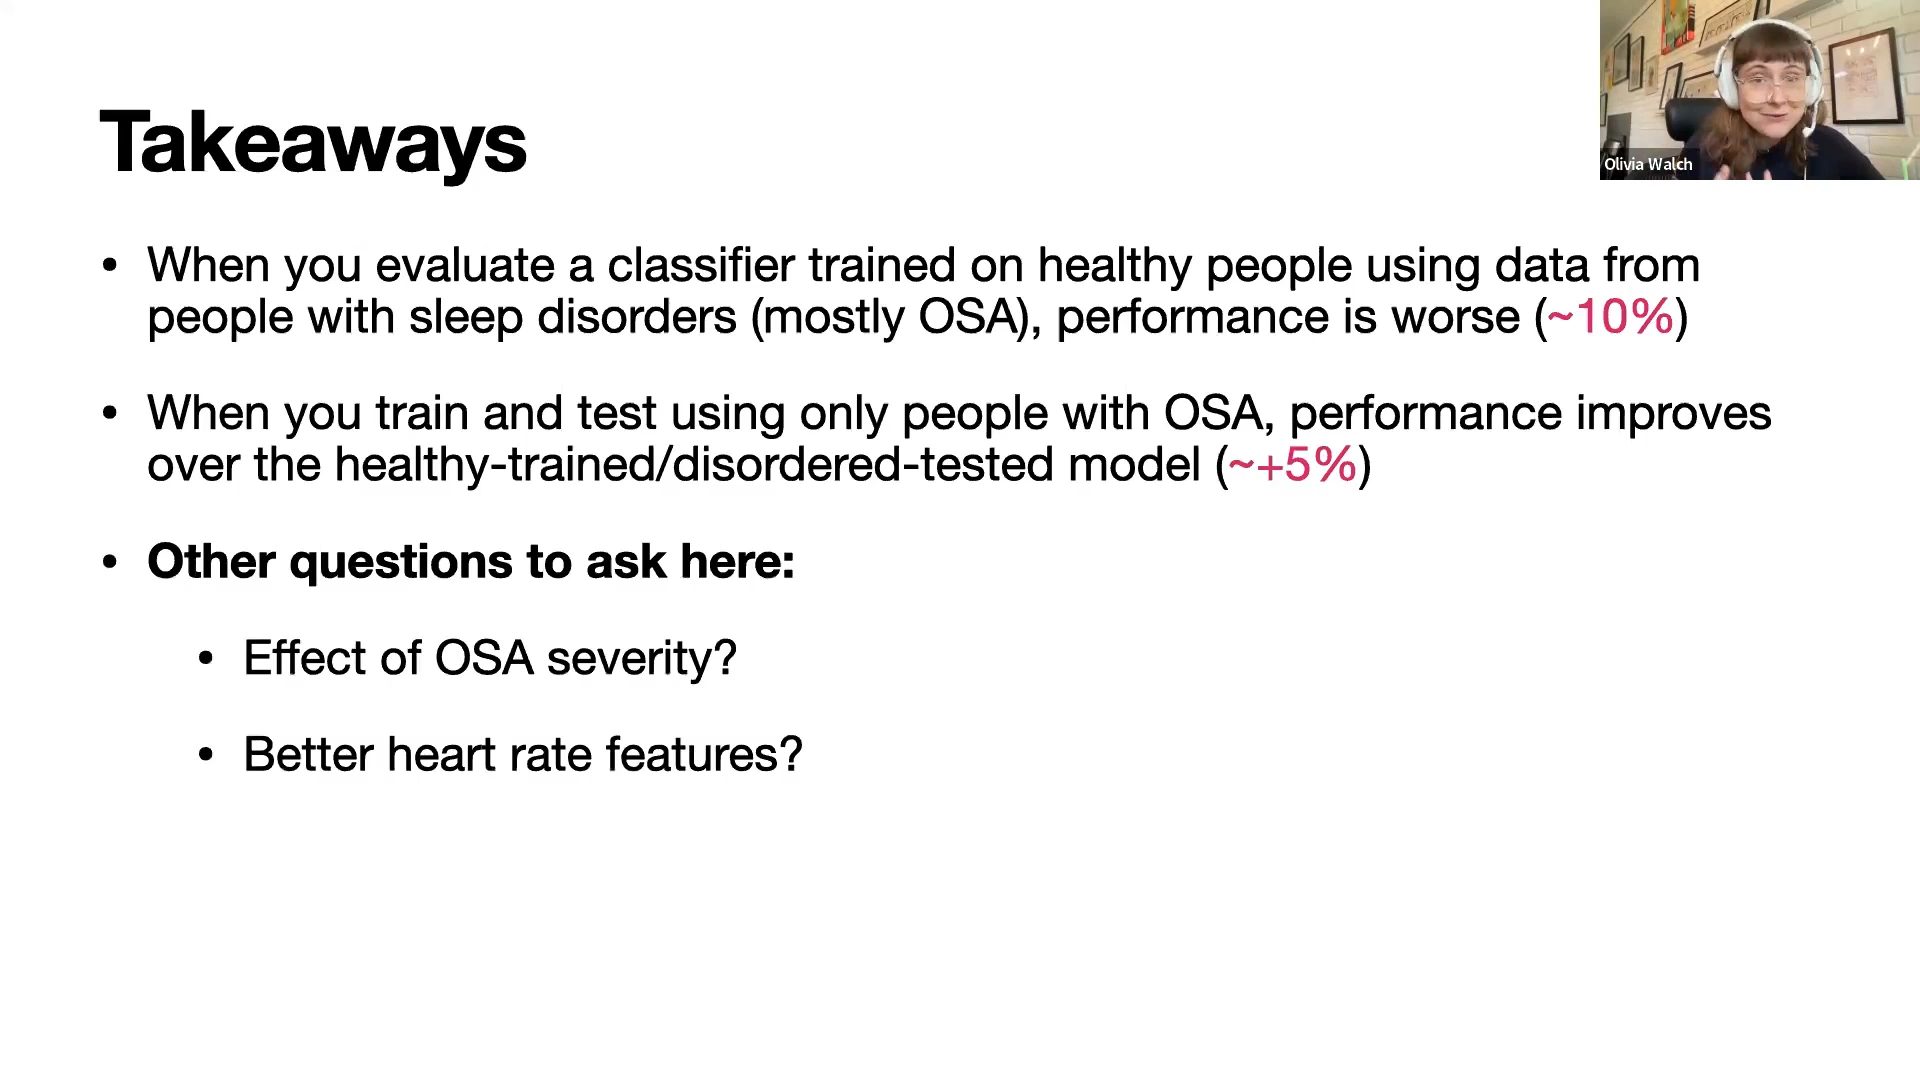 Takeaways
Olivia Walch
• When you evaluate a classifier trained on healthy people using data from
people with sleep disorders (mostly OSA), performance is worse (~10%)
• When you train and test using only people with OSA, performance improves
over the healthy-trained/disordered-tested model (~+5%)
• Other questions to ask here:
• Effect of OSA severity?
• Better heart rate features?